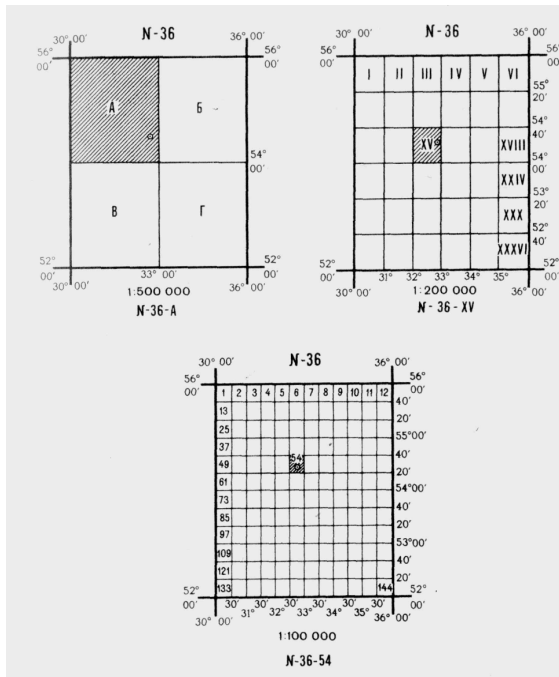 N-36
N-36
56° 30° 00' 36° 00' 56°
00' 00'
56° 30° 00' 36° 00' 55°
00' 20'
А Б
I II III IV V VI
54° 40'
XV XVIII
54° 00'
XXIV 53° 20'
В Г
XXX 52°
XXXVI 40'
52° 00' 52° 00'
30° 00' 33° 00' 36° 00'
52° 00' 52° 00'
30° 00' 31° 32° 33° 34° 35° 36° 00'
1:500 000
1:200 000
N-36-А
N-36-XV
N-36
30° 00' 36° 00'
56° 00' 56° 00'
1 2 3 4 5 6 7 8 9 10 11 12
40'
13
20'
25
55°00'
37
40'
49 54
20'
61
54°00'
73
40'
85
20'
97
53°00'
109
40'
121
20'
133 144
52° 00' 52° 00'
30' 30' 30' 30' 30' 30'
30° 00' 31° 32° 33° 34° 35° 36° 00'
1:100 000
N-36-54